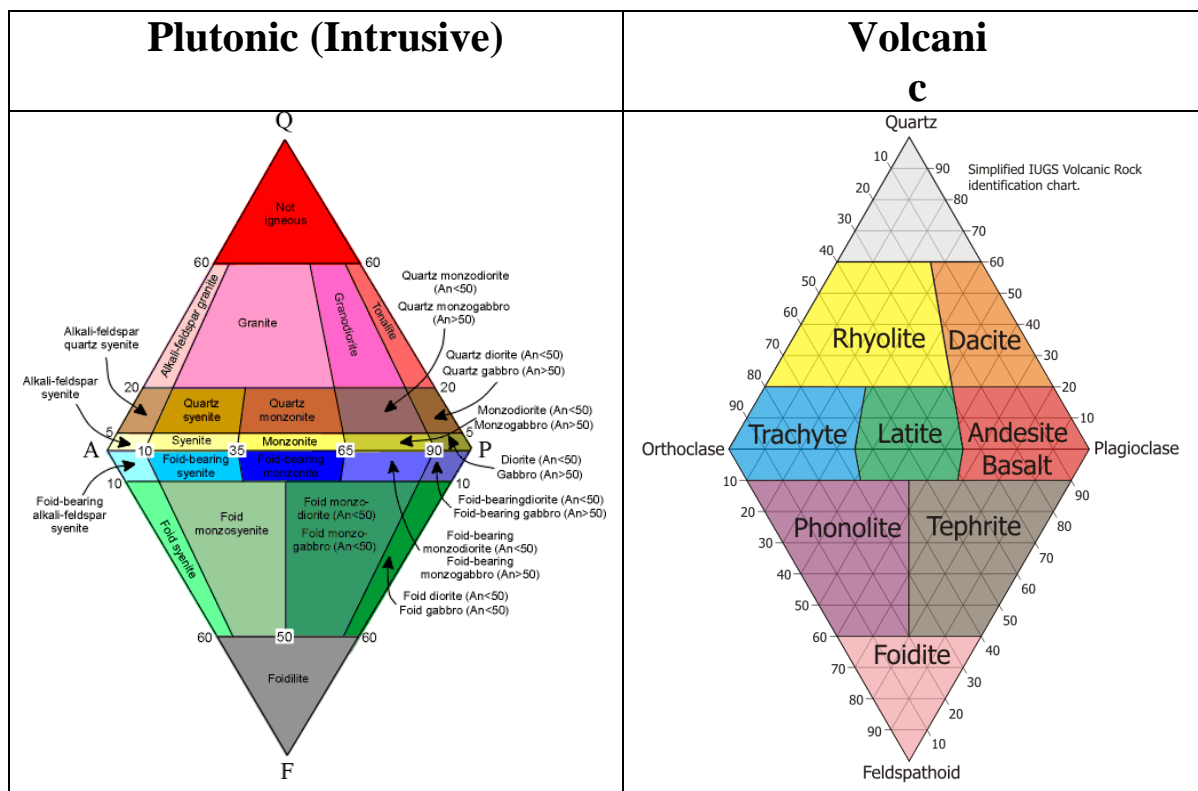 Plutonic (Intrusive)
Volcani
c
Q
Not
igneous
60
60
Alkali-feldspar granite
Granite
Granodiorite
Tonalite
Quartz monzodiorite
(An<50)
Quartz monzogabbro
(An>50)
Alkali-feldspar
quartz syenite
Quartz diorite (An<50)
Quartz gabbro (An>50)
Alkali-feldspar
syenite
20
20
Quartz
syenite
Quartz
monzonite
Monzodiorite (An<50)
Monzogabbro (An>50)
5
5
Syenite
Monzonite
A
10
35
65
90
P
Foid-bearing
syenite
Foid-bearing
monzonite
Diorite (An<50)
Gabbro (An>50)
10
10
Foid-bearing
alkali-feldspar
syenite
Foid-bearingdiorite (An<50)
Foid-bearing gabbro (An>50)
Foid syenite
Foid
monzosyenite
Foid monzo-
diorite (An<50)
Foid monzo-
gabbro (An<50)
Foid-bearing
monzodiorite (An<50)
Foid-bearing
monzogabbro (An>50)
Foid diorite (An<50)
Foid gabbro (An<50)
60
50
60
Foidilite
F
Quartz
Simplified IUGS Volcanic Rock
identification chart.
10
90
20
80
30
70
40
60
50
50
60
40
70
30
80
20
90
10
Rhyolite
Dacite
Orthoclase
Trachyte
Latite
Andesite
Basalt
Plagioclase
10
90
20
80
30
70
40
60
50
50
60
40
70
30
80
20
90
10
Phonolite
Tephrite
Foidite
Feldspathoid